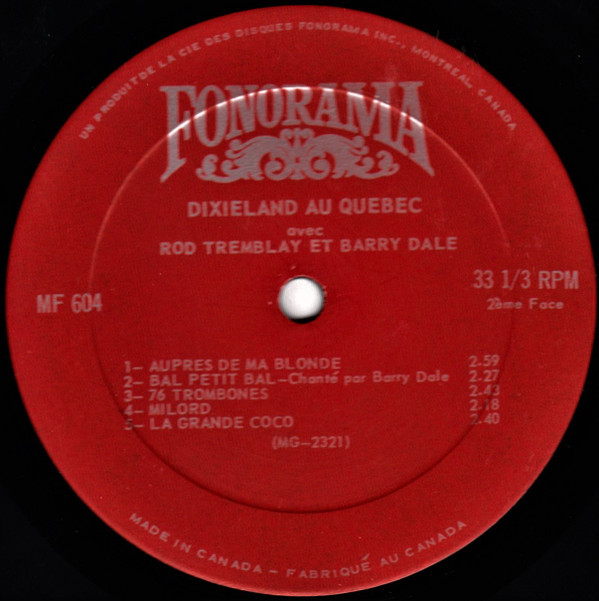 UN PRODUIT DE LA CIE DES DISQUES FONORAMA INC., MONTREAL, CANADA
FONORAMA
DIXIELAND AU QUEBEC
avec
ROD TREMBLAY ET BARRY DALE
MF 604
33 1/3 RPM
2ème Face
1- AUPRES DE MA BLONDE 2.59
2- BAL PETIT BAL-Chanté par Barry Dale 2.27
3- 76 TROMBONES 2.43
4- MILORD 2.18
5- LA GRANDE COCO 2.40
(MG-2321)
MADE IN CANADA - FABRIQUÉ AU CANADA